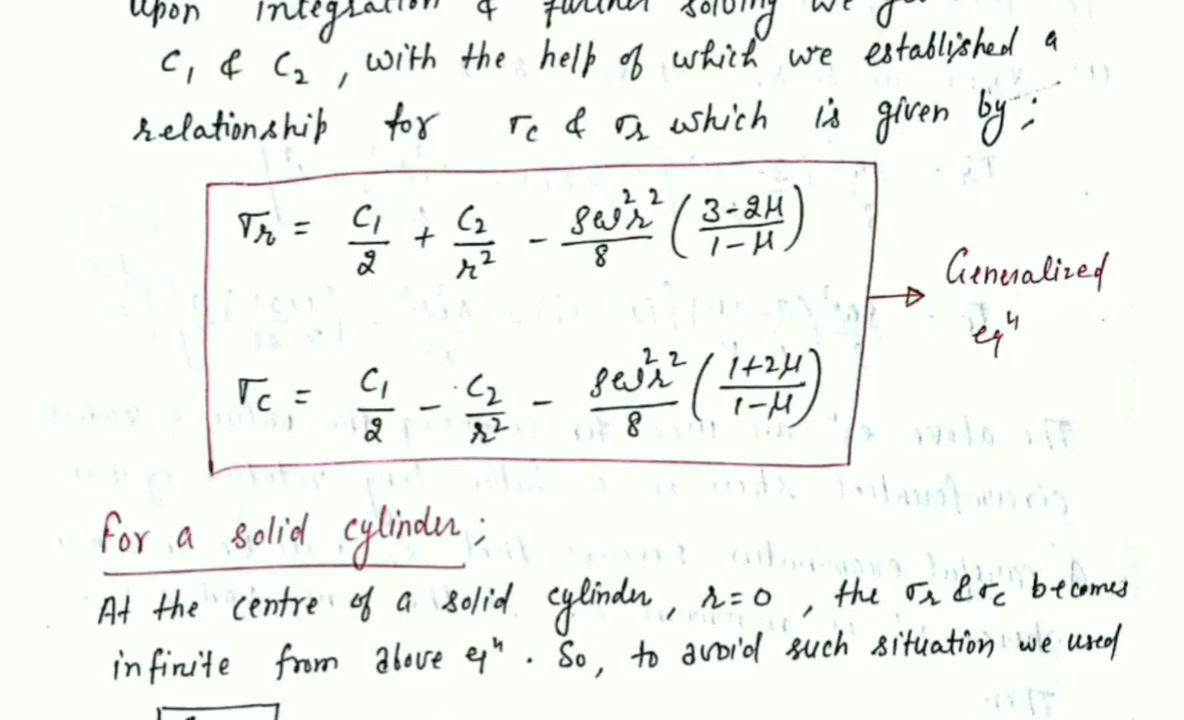 upon integration & further solving we
C₁ & C₂, with the help of which we established a
relationship for σc & σr which is given by;
σr = C₁/2 + C₂/r² - ρω²r²/8 (3-2μ/1-μ)
Generalized
eqⁿ
σc = C₁/2 - C₂/r² - ρω²r²/8 (1+2μ/1-μ)
for a solid cylinder;
At the centre of a solid cylinder, r=0, the σr & σc becomes
infinite from above eqⁿ. So, to avoid such situation we used